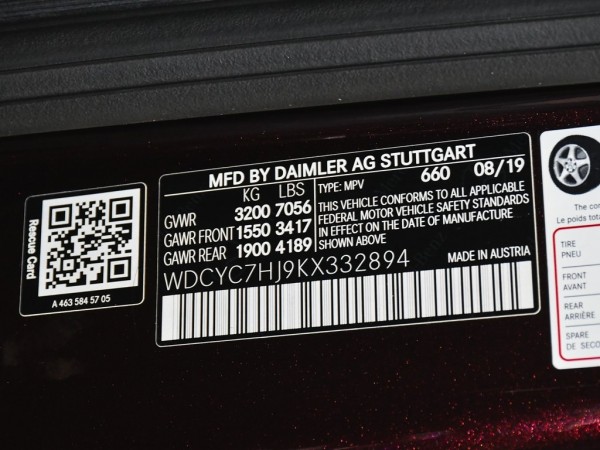 MFD BY DAIMLER AG STUTTGART
KG LBS
GVWR 3200 7056
GAWR FRONT 1550 3417
GAWR REAR 1900 4189
TYPE: MPV 660 08/19
THIS VEHICLE CONFORMS TO ALL APPLICABLE
FEDERAL MOTOR VEHICLE SAFETY STANDARDS
IN EFFECT ON THE DATE OF MANUFACTURE
SHOWN ABOVE
WDCYC7HJ9KX332894
MADE IN AUSTRIA
Rescue Card
A 463 584 57 05
The
Le poids
TIRE
PNEU
FRONT
AVANT
REAR
ARRIÈRE
SPARE
DE